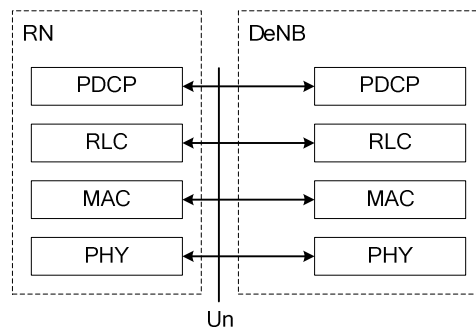 RN DeNB
PDCP PDCP
RLC RLC
MAC MAC
PHY PHY
Un